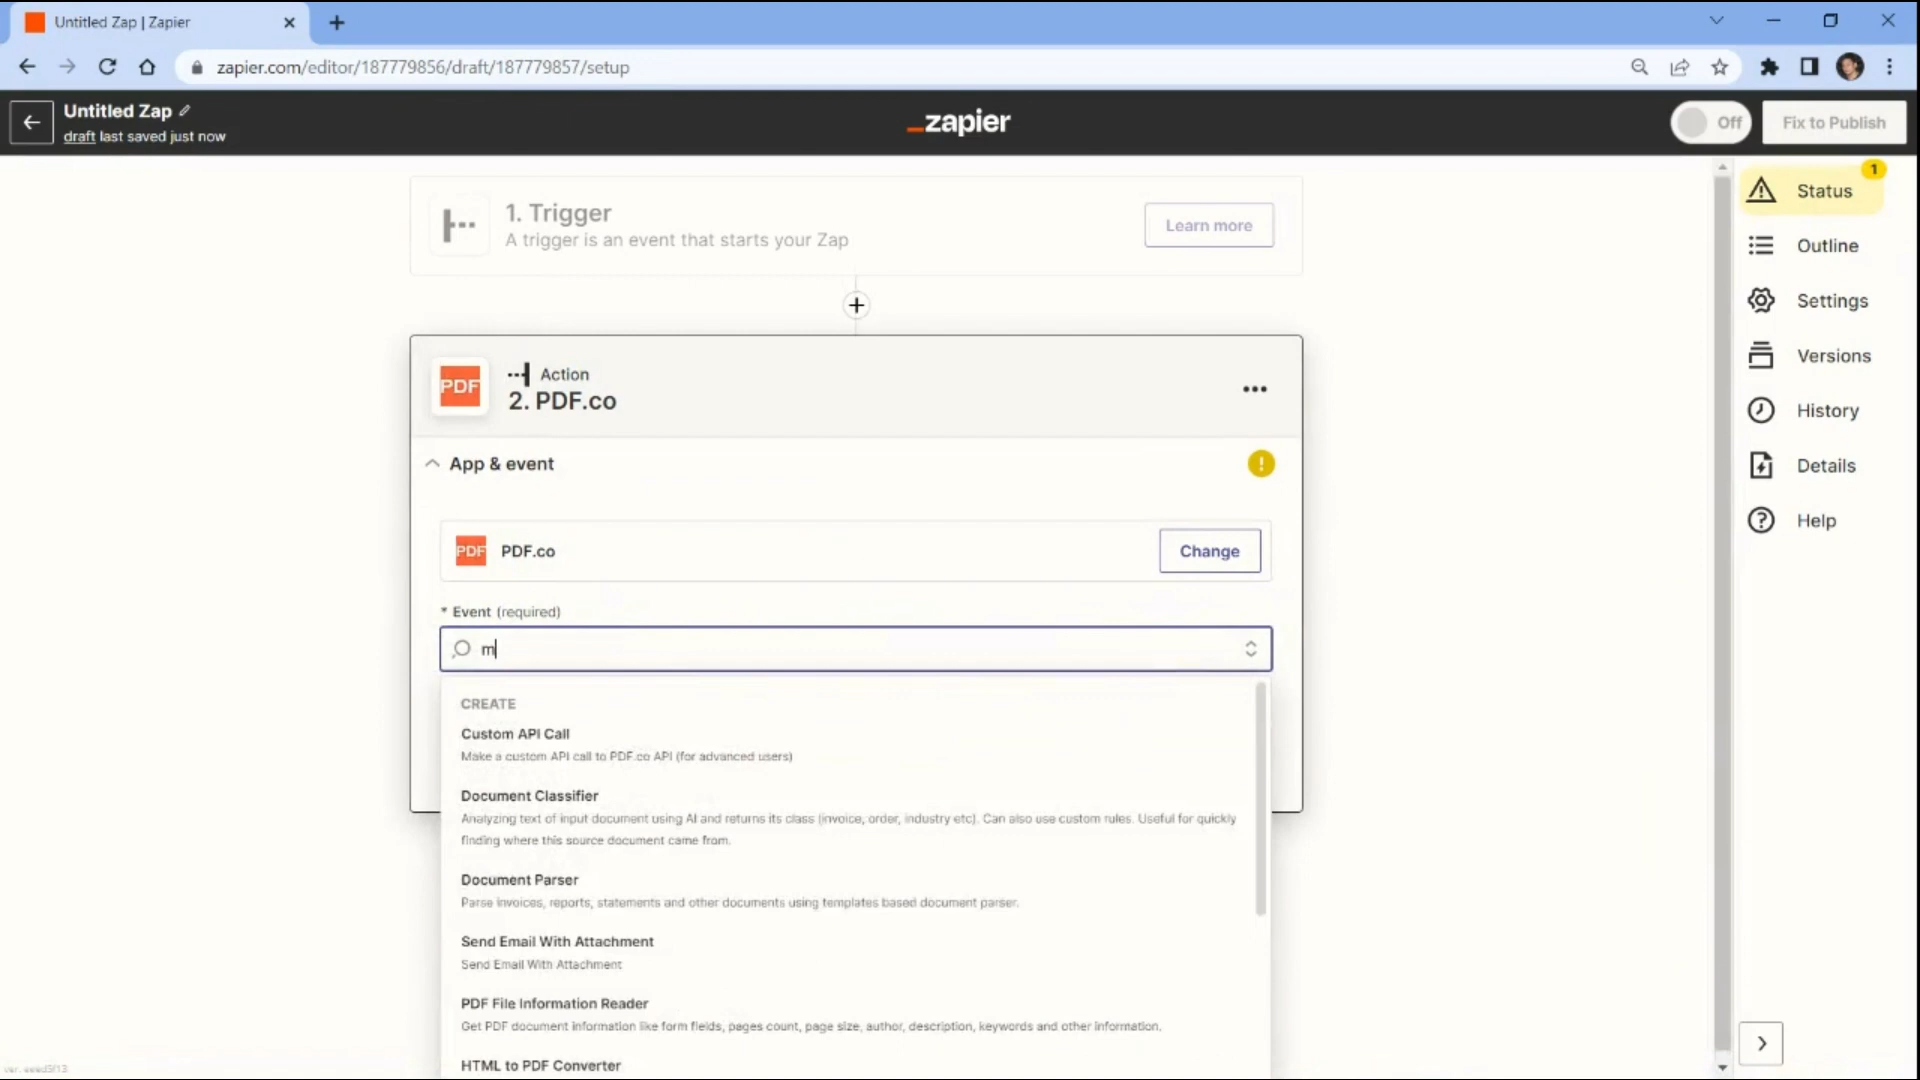 Untitled Zap | Zapier
zapier.com/editor/187779856/draft/187779857/setup
Untitled Zap
draft last saved just now
_zapier
Off
Fix to Publish
1. Trigger
A trigger is an event that starts your Zap
Learn more
1
Status
Outline
Settings
Versions
History
Details
Help
PDF
Action
2. PDF.co
App & event
PDF
PDF.co
Change
* Event (required)
m
CREATE
Custom API Call
Make a custom API call to PDF.co API (for advanced users)
Document Classifier
Analyzing text of input document using AI and returns its class (invoice, order, industry etc). Can also use custom rules. Useful for quickly
finding where this source document came from.
Document Parser
Parse invoices, reports, statements and other documents using templates based document parser.
Send Email With Attachment
Send Email With Attachment
PDF File Information Reader
Get PDF document information like form fields, pages count, page size, author, description, keywords and other information.
HTML to PDF Converter